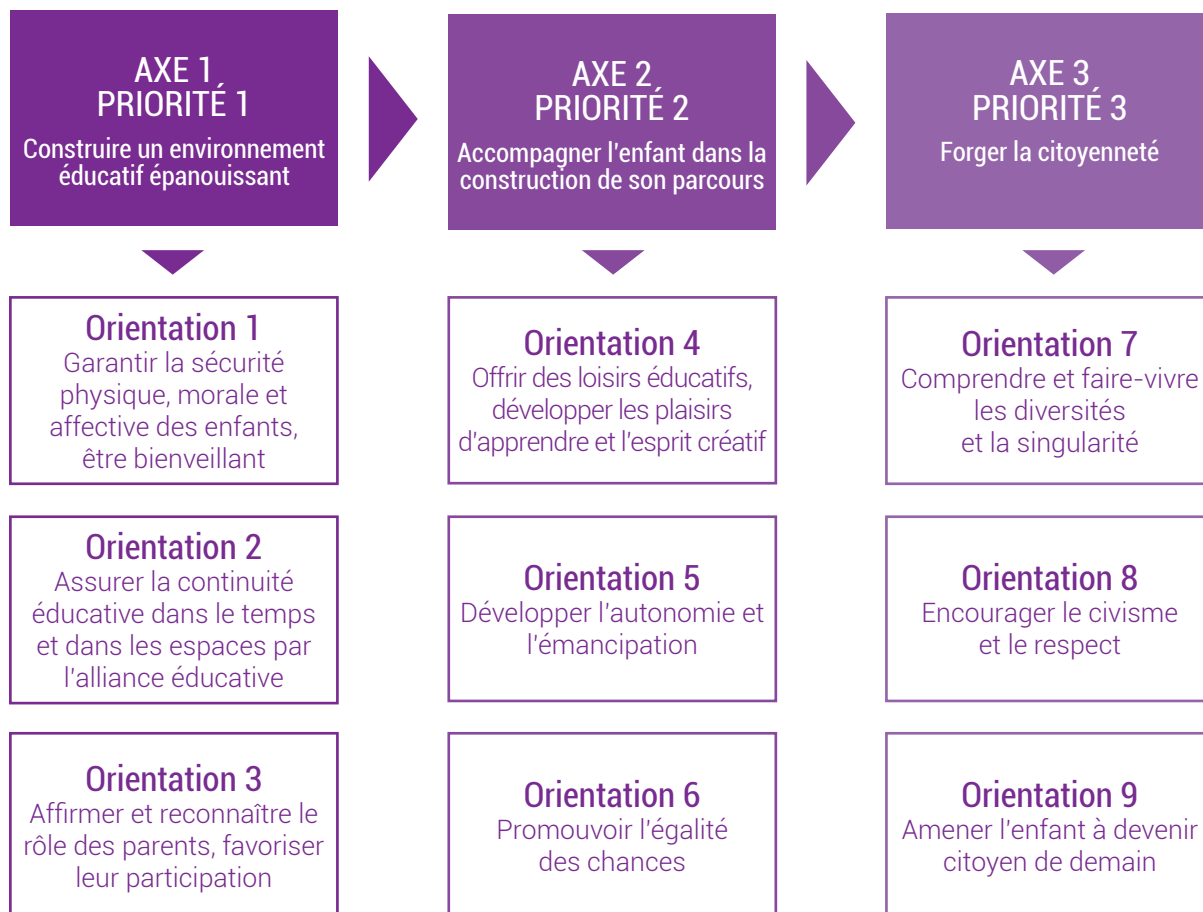 AXE 1
PRIORITÉ 1
Construire un environnement
éducatif épanouissant
AXE 2
PRIORITÉ 2
Accompagner l'enfant dans la
construction de son parcours
AXE 3
PRIORITÉ 3
Forger la citoyenneté
Orientation 1
Garantir la sécurité
physique, morale et
affective des enfants,
être bienveillant
Orientation 4
Offrir des loisirs éducatifs,
développer les plaisirs
d'apprendre et l'esprit créatif
Orientation 7
Comprendre et faire-vivre
les diversités
et la singularité
Orientation 2
Assurer la continuité
éducative dans le temps
et dans les espaces par
l'alliance éducative
Orientation 5
Développer l'autonomie et
l'émancipation
Orientation 8
Encourager le civisme
et le respect
Orientation 3
Affirmer et reconnaître le
rôle des parents, favoriser
leur participation
Orientation 6
Promouvoir l'égalité
des chances
Orientation 9
Amener l'enfant à devenir
citoyen de demain